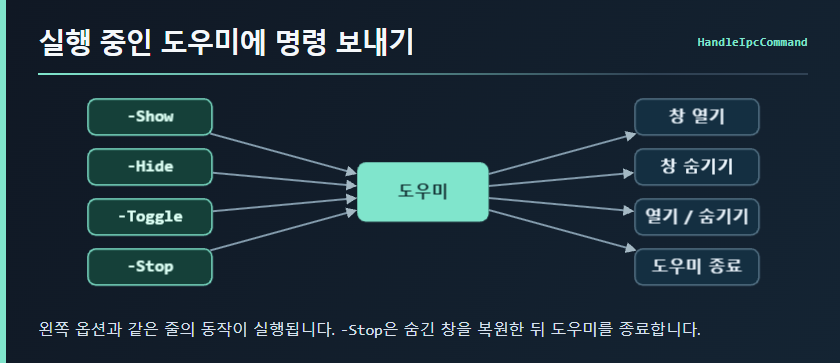 실행 중인 도우미에 명령 보내기
HandleIpcCommand
-Show
-Hide
-Toggle
-Stop
도우미
창 열기
창 숨기기
열기 / 숨기기
도우미 종료
왼쪽 옵션과 같은 줄의 동작이 실행됩니다. -Stop은 숨긴 창을 복원한 뒤 도우미를 종료합니다.